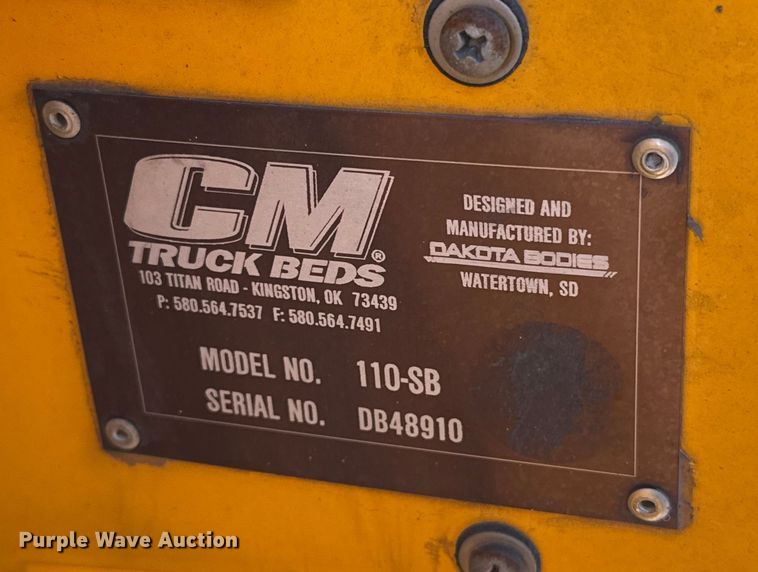 CM®
TRUCK BEDS
103 TITAN ROAD - KINGSTON, OK 73439
P: 580.564.7537 F: 580.564.7491
DESIGNED AND
MANUFACTURED BY:
DAKOTA BODIES
WATERTOWN, SD
MODEL NO. 110-SB
SERIAL NO. DB48910
Purple Wave Auction